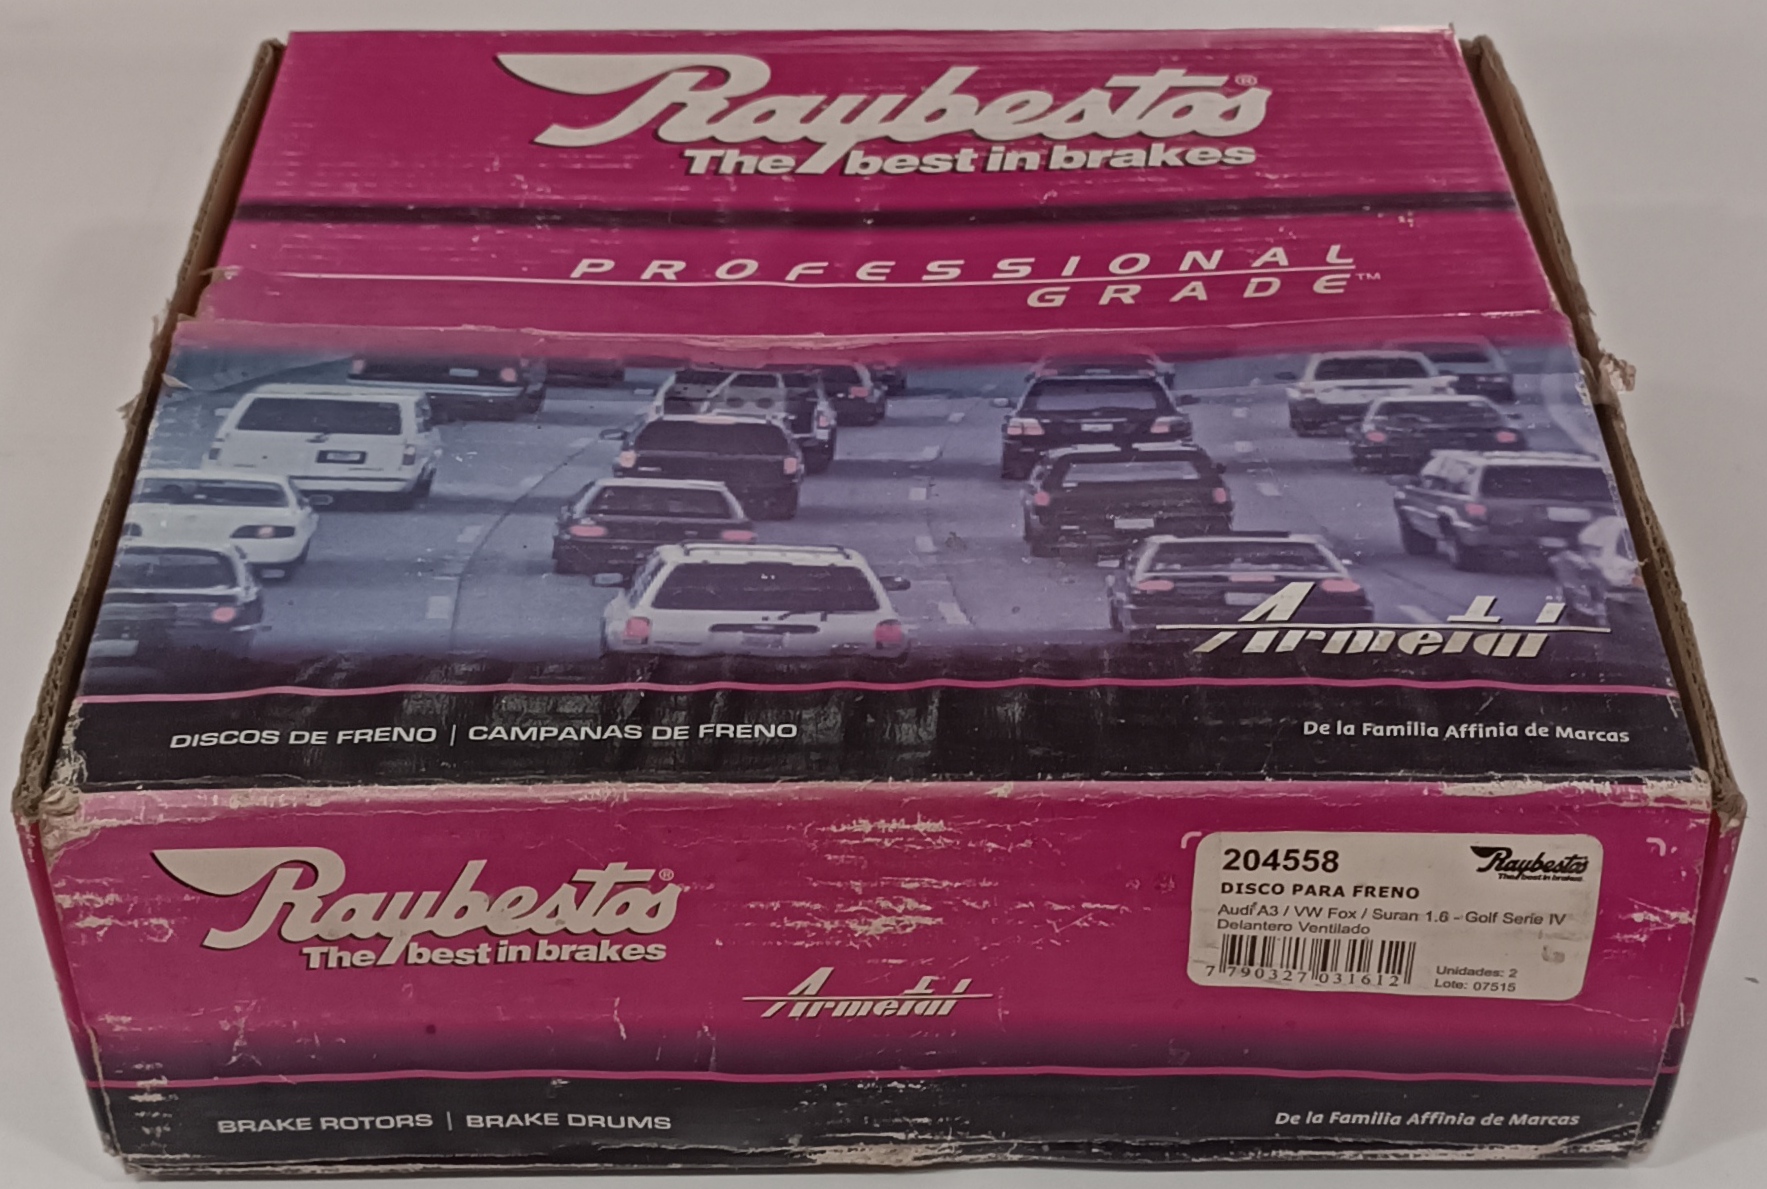 Raybestos®
The best in brakes
PROFESSIONAL
GRADE™
Armetal
DISCOS DE FRENO | CAMPANAS DE FRENO
De la Familia Affinia de Marcas
Raybestos®
The best in brakes
Armetal
204558
Raybestos
The best in brakes.
DISCO PARA FRENO
Audi A3 / VW Fox / Suran 1.6 - Golf Serie IV
Delantero Ventilado
7 790327 031612
Unidades: 2
Lote: 07515
BRAKE ROTORS | BRAKE DRUMS
De la Familia Affinia de Marcas